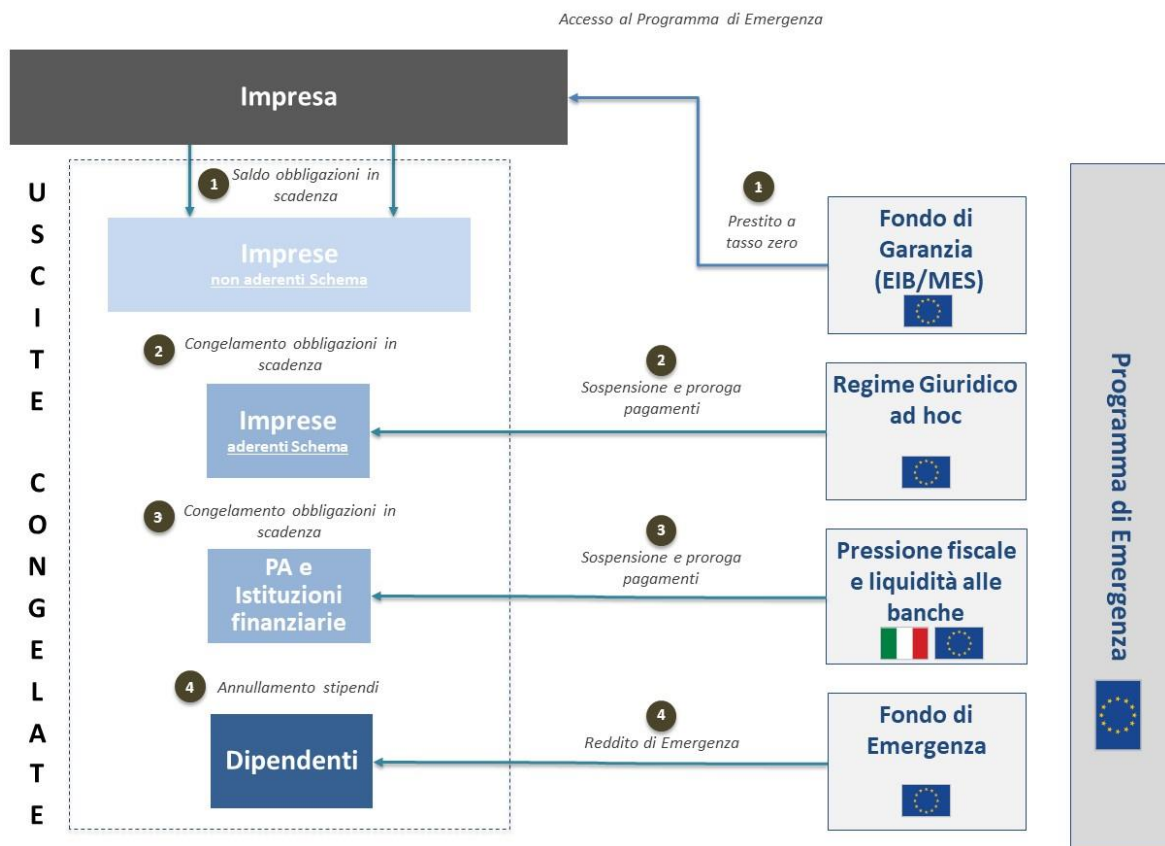 Accesso al Programma di Emergenza
Impresa
USCITE CONGELATE
1
Saldo obbligazioni in
scadenza
Imprese
non aderenti Schema
2
Congelamento obbligazioni in
scadenza
Imprese
aderenti Schema
3
Congelamento obbligazioni in
scadenza
PA e
Istituzioni
finanziarie
4
Annullamento stipendi
Dipendenti
1
Prestito a
tasso zero
Fondo di
Garanzia
(EIB/MES)
2
Sospensione e proroga
pagamenti
Regime Giuridico
ad hoc
3
Sospensione e proroga
pagamenti
Pressione fiscale
e liquidità alle
banche
4
Reddito di Emergenza
Fondo di
Emergenza
Programma di Emergenza